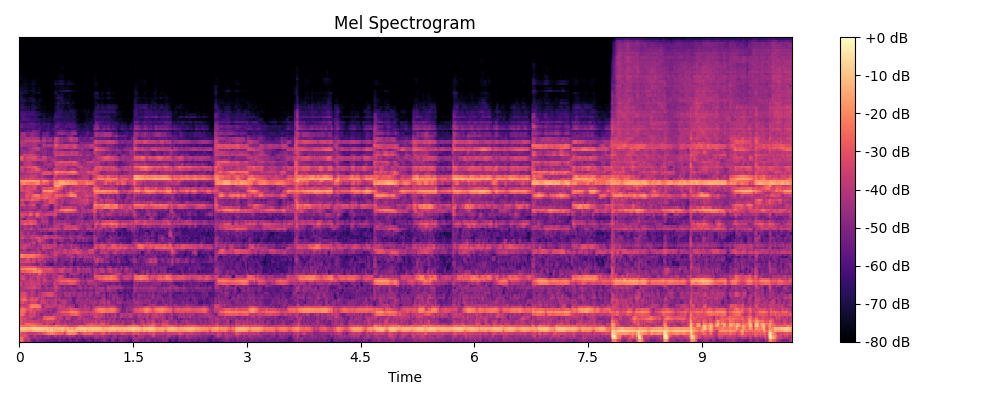 Mel Spectrogram
+0 dB
-10 dB
-20 dB
-30 dB
-40 dB
-50 dB
-60 dB
-70 dB
-80 dB
0 1.5 3 4.5 6 7.5 9
Time